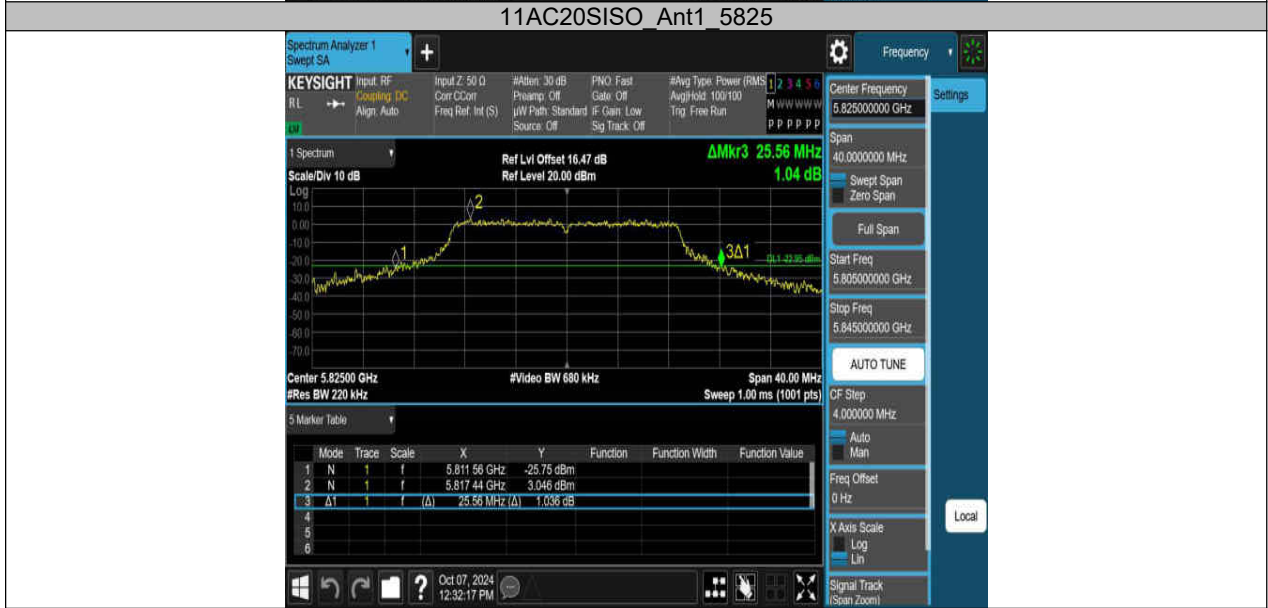 11AC20SISO_Ant1_5825
Spectrum Analyzer 1
Swept SA
+
Frequency
KEYSIGHT
RL
LXI
Input: RF
Coupling: DC
Align: Auto
Input Z: 50 Ω
Corr CCorr
Freq Ref: Int (S)
#Atten: 30 dB
Preamp: Off
µW Path: Standard
Source: Off
PNO: Fast
Gate: Off
IF Gain: Low
Sig Track: Off
#Avg Type: Power (RMS
Avg|Hold: 100/100
Trig: Free Run
1 2 3 4 5 6
M W W W W W
P P P P P P
1 Spectrum
Scale/Div 10 dB
Ref Lvl Offset 16.47 dB
Ref Level 20.00 dBm
ΔMkr3 25.56 MHz
1.04 dB
Log
10.0
0.00
-10.0
-20.0
-30.0
-40.0
-50.0
-60.0
-70.0
1
2
3Δ1
DL1 -22.95 dBm
Center 5.82500 GHz
#Res BW 220 kHz
#Video BW 680 kHz
Span 40.00 MHz
Sweep 1.00 ms (1001 pts)
5 Marker Table
Mode Trace Scale X Y Function Function Width Function Value
1 N 1 f 5.811 56 GHz -25.75 dBm
2 N 1 f 5.817 44 GHz 3.046 dBm
3 Δ1 1 f (Δ) 25.56 MHz (Δ) 1.036 dB
4
5
6
Oct 07, 2024
12:32:17 PM
?
Center Frequency
5.825000000 GHz
Settings
Span
40.0000000 MHz
Swept Span
Zero Span
Full Span
Start Freq
5.805000000 GHz
Stop Freq
5.845000000 GHz
AUTO TUNE
CF Step
4.000000 MHz
Auto
Man
Freq Offset
0 Hz
X Axis Scale
Log
Lin
Local
Signal Track
(Span Zoom)